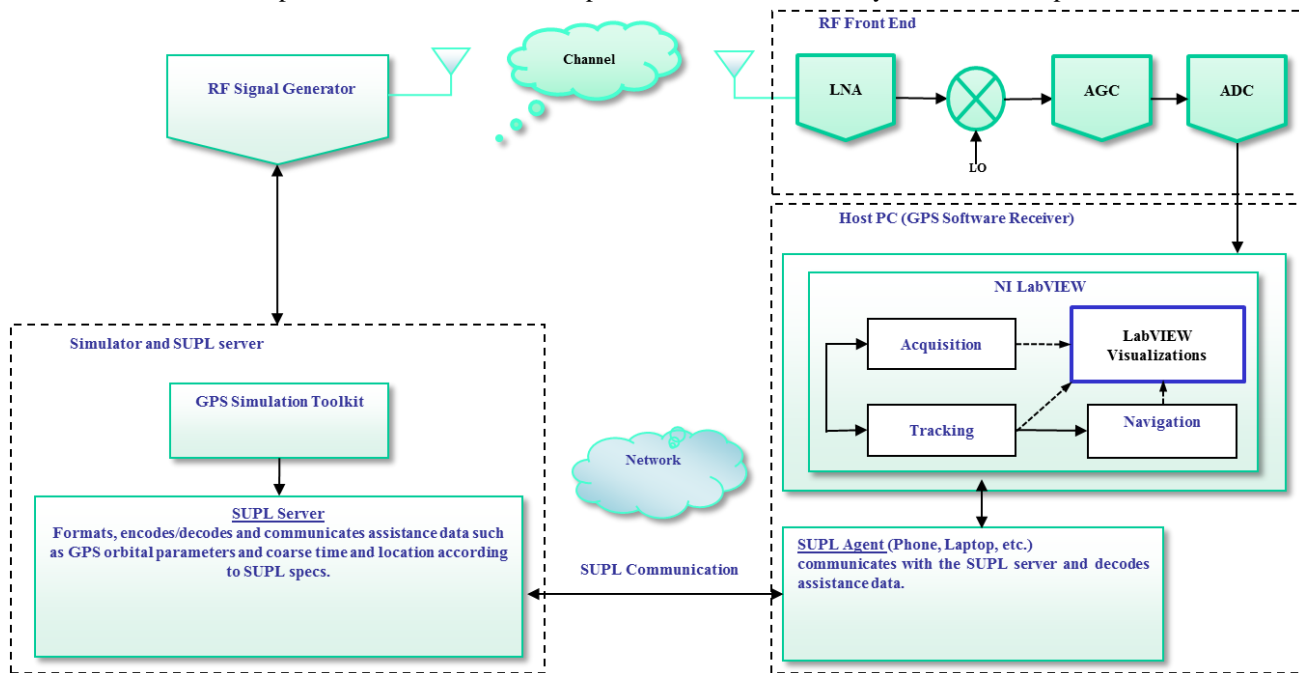 RF Front End
RF Signal Generator
Channel
LNA
AGC
ADC
LO
Host PC (GPS Software Receiver)
NI LabVIEW
Simulator and SUPL server
Acquisition
LabVIEW
Visualizations
GPS Simulation Toolkit
Tracking
Navigation
Network
SUPL Server
Formats, encodes/decodes and communicates assistance data such
as GPS orbital parameters and coarse time and location according
to SUPL specs.
SUPL Communication
SUPL Agent (Phone, Laptop, etc.)
communicates with the SUPL server and decodes
assistance data.